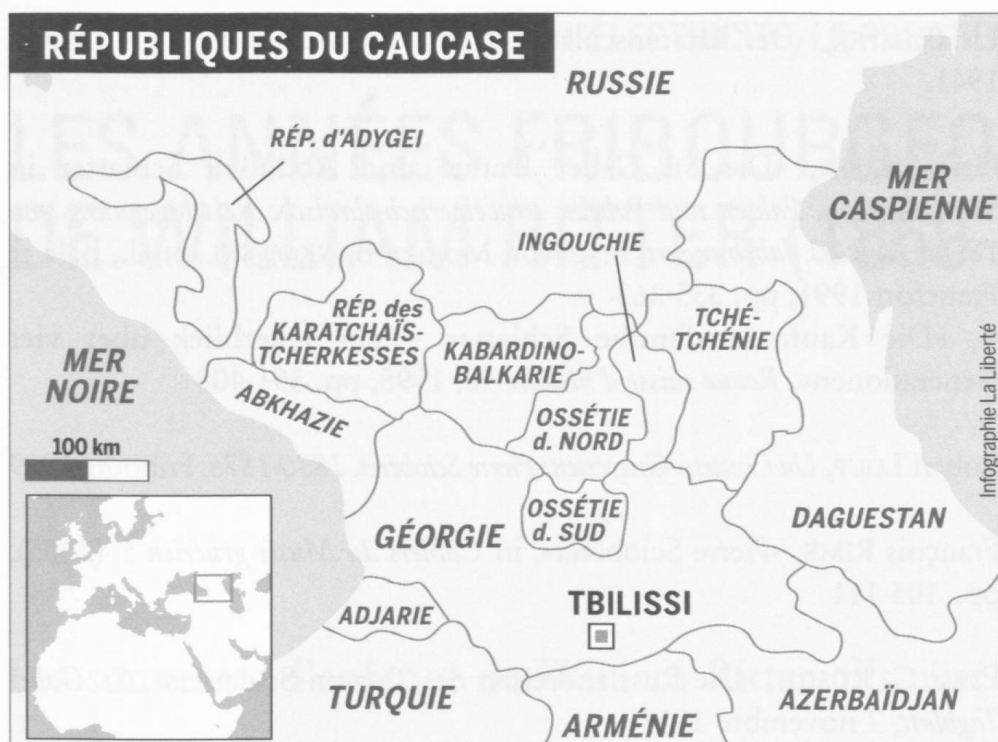 RÉPUBLIQUES DU CAUCASE
RUSSIE
RÉP. d'ADYGEI
MER
CASPIENNE
INGOUCHIE
RÉP. des
KARATCHAÏS-
TCHERKESSES
TCHÉ-
TCHÉNIE
KABARDINO-
BALKARIE
MER
NOIRE
ABKHAZIE
OSSÉTIE
d. NORD
100 km
Infographie La Liberté
OSSÉTIE
d. SUD
GÉORGIE
DAGUESTAN
TBILISSI
ADJARIE
TURQUIE
ARMÉNIE
AZERBAÏDJAN